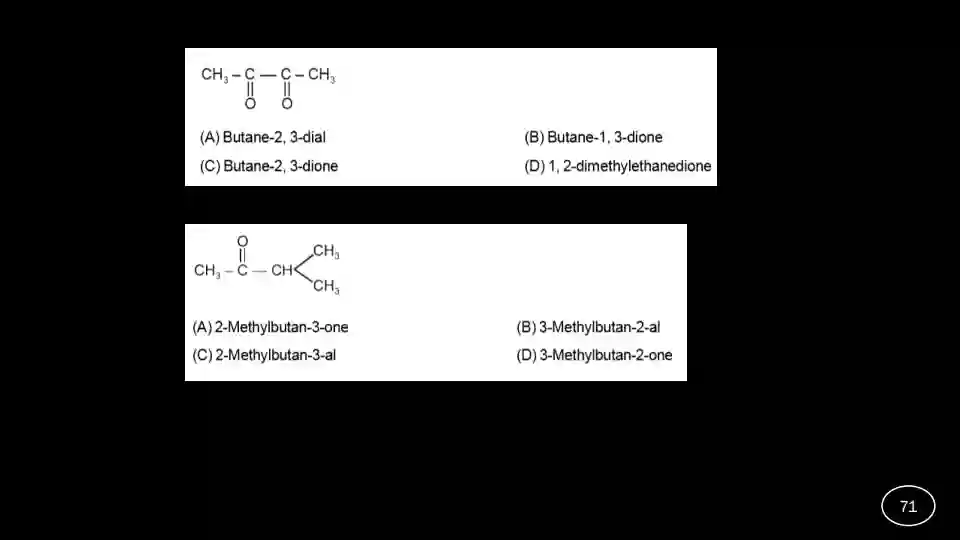 CH₃ – C — C – CH₃
|| ||
O O
(A) Butane-2, 3-dial (B) Butane-1, 3-dione
(C) Butane-2, 3-dione (D) 1, 2-dimethylethanedione
O
|| CH₃
CH₃ – C — CH
CH₃
(A) 2-Methylbutan-3-one (B) 3-Methylbutan-2-al
(C) 2-Methylbutan-3-al (D) 3-Methylbutan-2-one
71